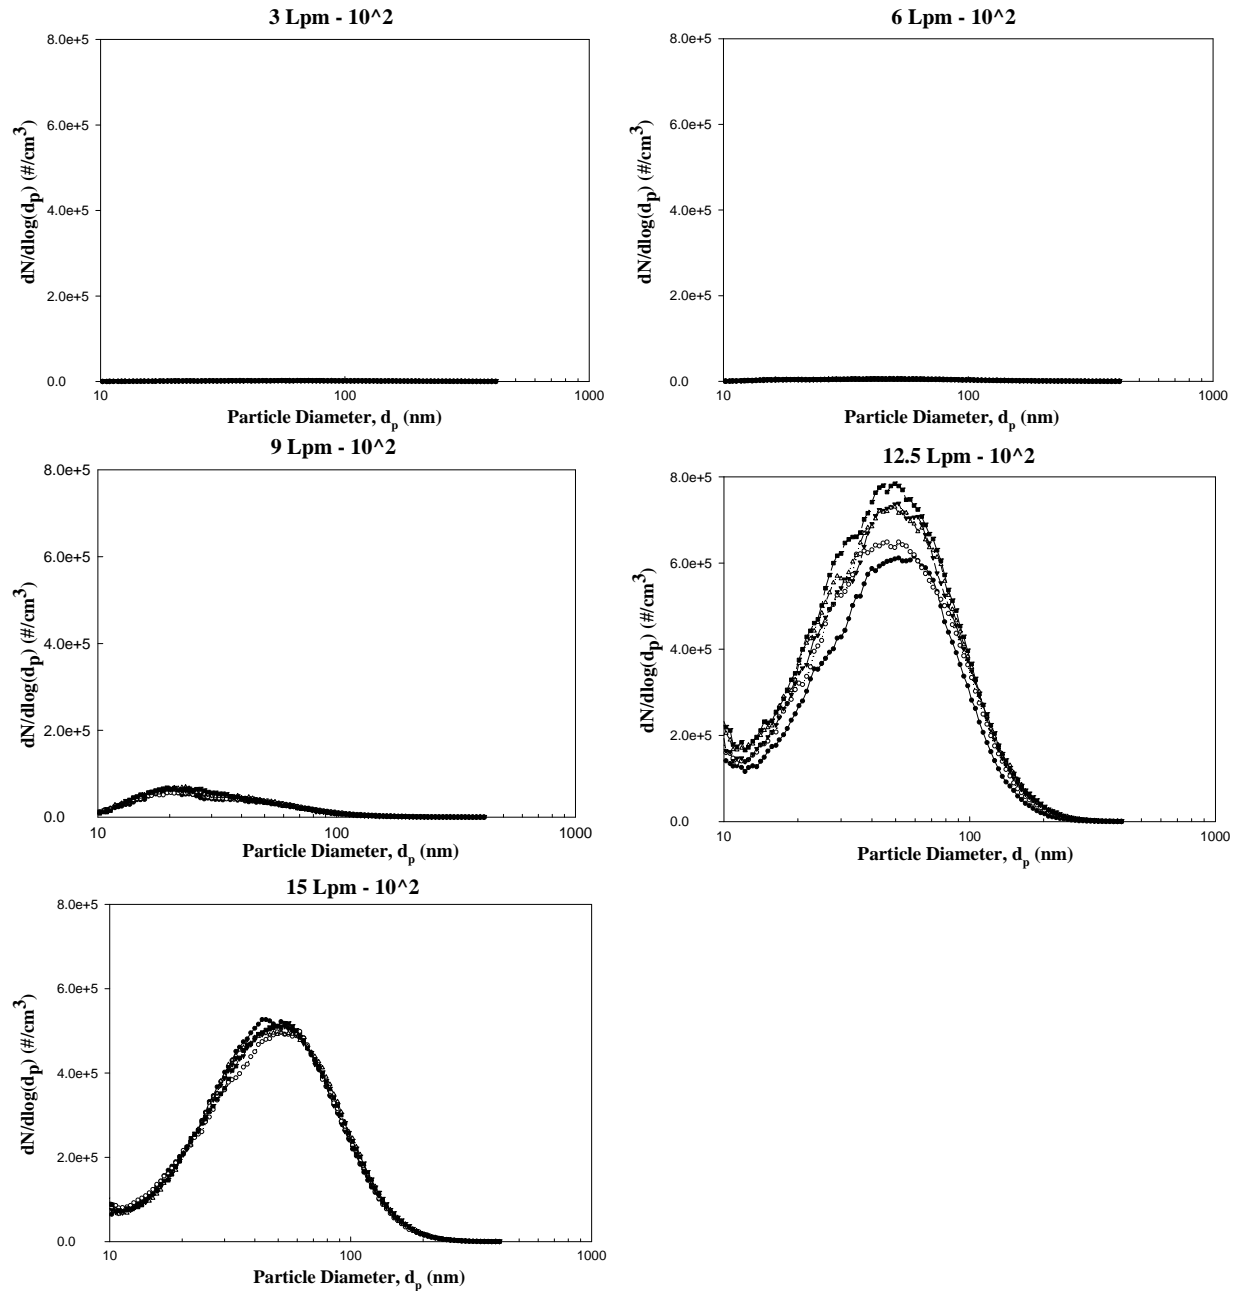 3 Lpm - 10^2
8.0e+5
6.0e+5
4.0e+5
2.0e+5
0.0
dN/dlog(dp) (#/cm3)
10
100
1000
Particle Diameter, dp (nm)
6 Lpm - 10^2
8.0e+5
6.0e+5
4.0e+5
2.0e+5
0.0
dN/dlog(dp) (#/cm3)
10
100
1000
Particle Diameter, dp (nm)
9 Lpm - 10^2
8.0e+5
6.0e+5
4.0e+5
2.0e+5
0.0
dN/dlog(dp) (#/cm3)
10
100
1000
Particle Diameter, dp (nm)
12.5 Lpm - 10^2
8.0e+5
6.0e+5
4.0e+5
2.0e+5
0.0
dN/dlog(dp) (#/cm3)
10
100
1000
Particle Diameter, dp (nm)
15 Lpm - 10^2
8.0e+5
6.0e+5
4.0e+5
2.0e+5
0.0
dN/dlog(dp) (#/cm3)
10
100
1000
Particle Diameter, dp (nm)